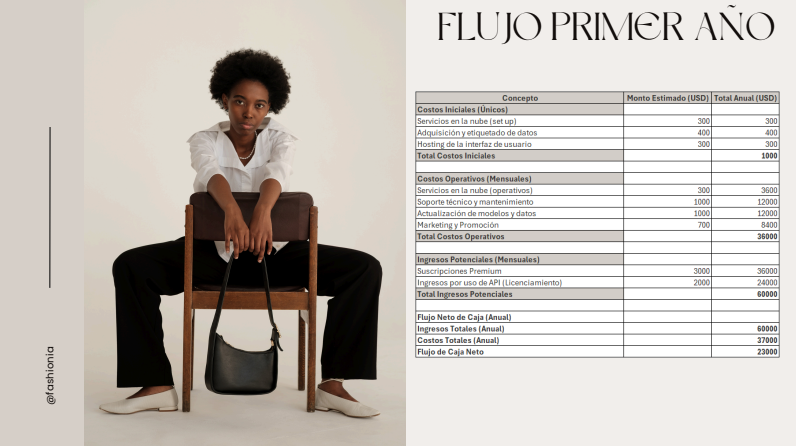 FLUJO PRIMER AÑO
Concepto Monto Estimado (USD) Total Anual (USD)
Costos Iniciales (Únicos)
Servicios en la nube (set up) 300 300
Adquisición y etiquetado de datos 400 400
Hosting de la interfaz de usuario 300 300
Total Costos Iniciales 1000
Costos Operativos (Mensuales)
Servicios en la nube (operativos) 300 3600
Soporte técnico y mantenimiento 1000 12000
Actualización de modelos y datos 1000 12000
Marketing y Promoción 700 8400
Total Costos Operativos 36000
Ingresos Potenciales (Mensuales)
Suscripciones Premium 3000 36000
Ingresos por uso de API (Licenciamiento) 2000 24000
Total Ingresos Potenciales 60000
Flujo Neto de Caja (Anual)
Ingresos Totales (Anual) 60000
Costos Totales (Anual) 37000
Flujo de Caja Neto 23000
@fashionia